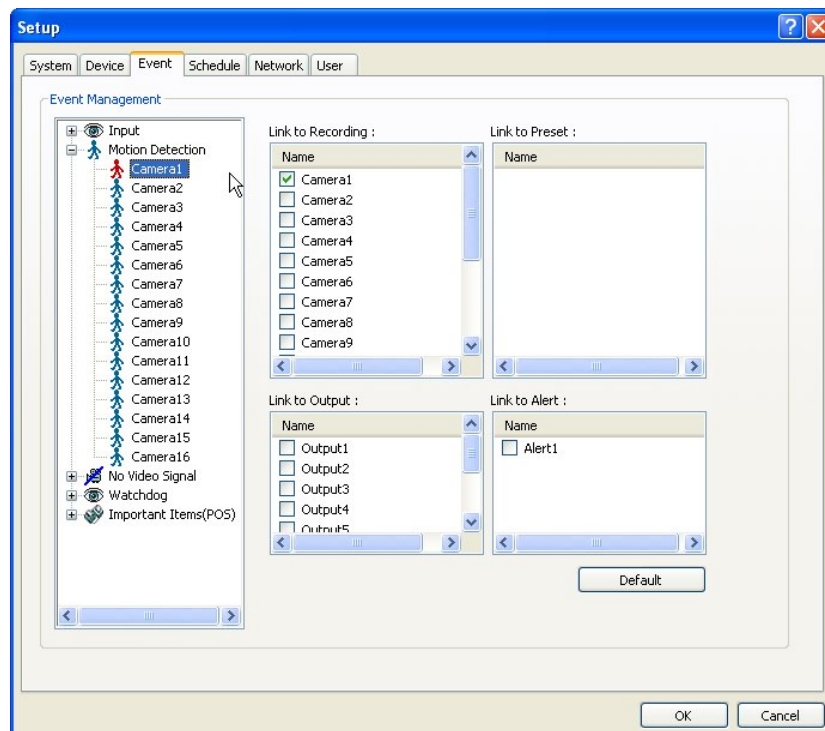 Setup
System Device Event Schedule Network User
Event Management
Input
Motion Detection
Camera1
Camera2
Camera3
Camera4
Camera5
Camera6
Camera7
Camera8
Camera9
Camera10
Camera11
Camera12
Camera13
Camera14
Camera15
Camera16
No Video Signal
Watchdog
Important Items(POS)
Link to Recording :
Name
Camera1
Camera2
Camera3
Camera4
Camera5
Camera6
Camera7
Camera8
Camera9
Link to Preset :
Name
Link to Output :
Name
Output1
Output2
Output3
Output4
Output5
Link to Alert :
Name
Alert1
Default
OK Cancel